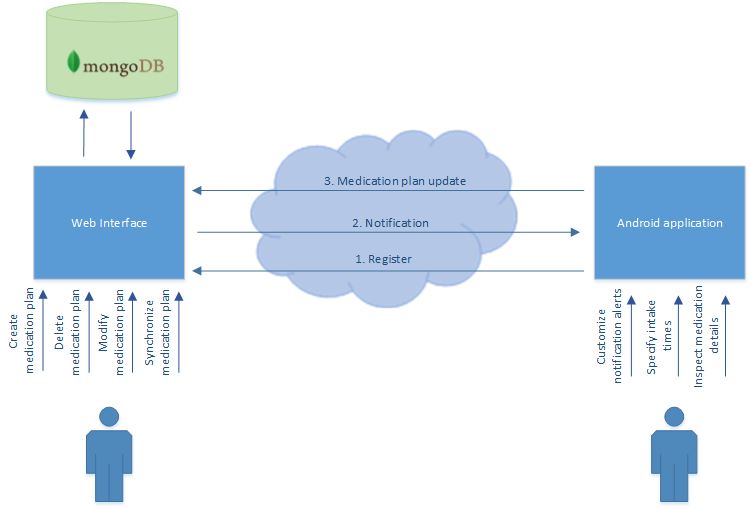 mongoDB
3. Medication plan update
Web Interface
2. Notification
Android application
1. Register
Create
medication plan
Delete
medication plan
Modify
medication plan
Synchronize
medication plan
Customize
notification alerts
Specify intake
times
Inspect medication
details